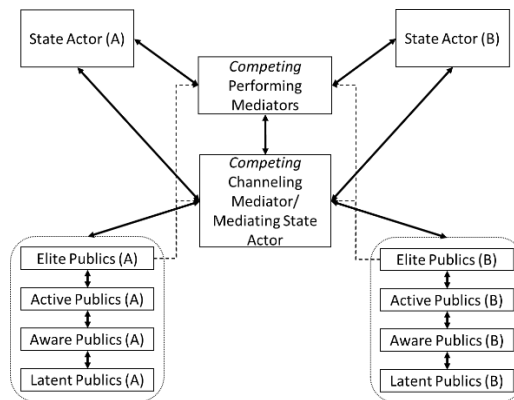 State Actor (A)
State Actor (B)
Competing
Performing
Mediators
Competing
Channeling
Mediator/
Mediating State
Actor
Elite Publics (A)
Active Publics (A)
Aware Publics (A)
Latent Publics (A)
Elite Publics (B)
Active Publics (B)
Aware Publics (B)
Latent Publics (B)